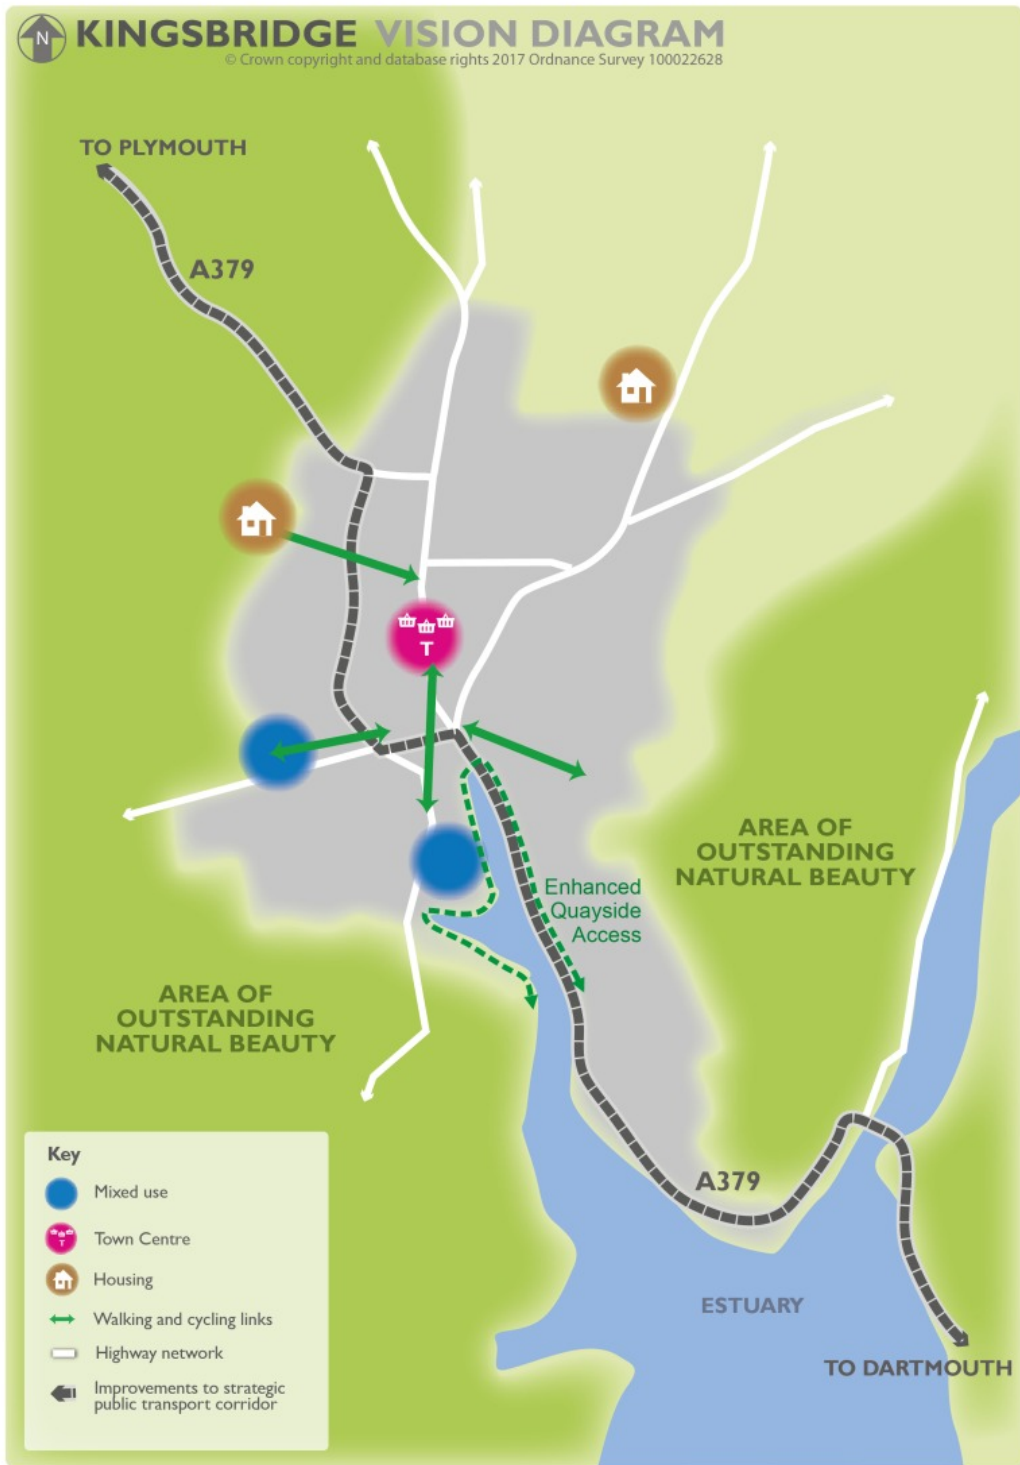 N
KINGSBRIDGE VISION DIAGRAM
© Crown copyright and database rights 2017 Ordnance Survey 100022628
TO PLYMOUTH
A379
T
AREA OF
OUTSTANDING
NATURAL BEAUTY
Enhanced
Quayside
Access
AREA OF
OUTSTANDING
NATURAL BEAUTY
A379
ESTUARY
TO DARTMOUTH
Key
Mixed use
T
Town Centre
Housing
Walking and cycling links
Highway network
Improvements to strategic
public transport corridor